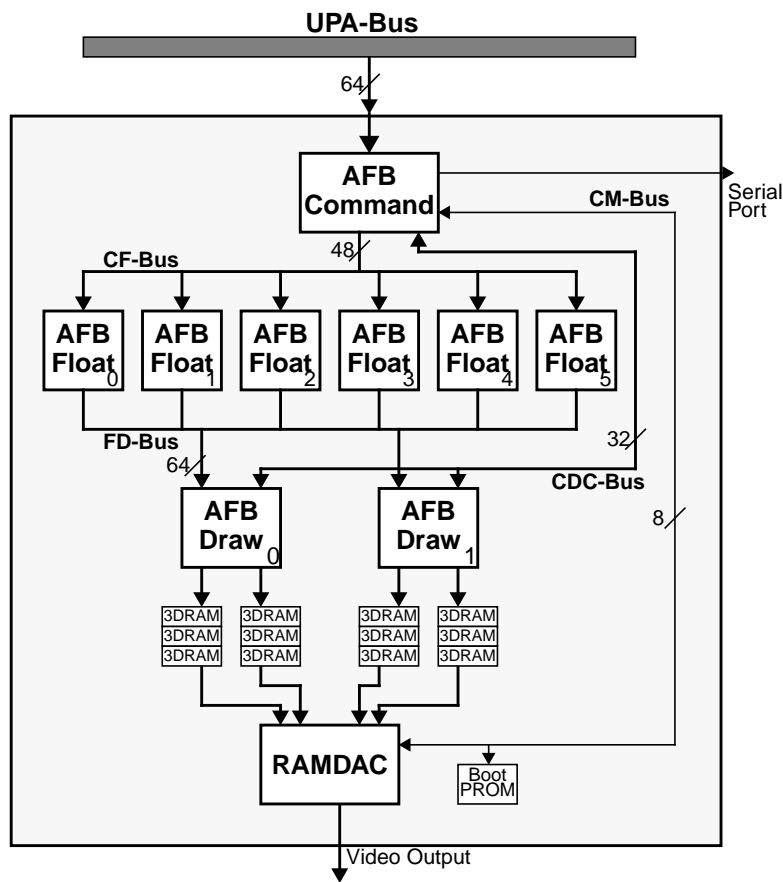 UPA-Bus
64
AFB
Command
Serial
Port
CM-Bus
48
CF-Bus
AFB
Float
0
AFB
Float
1
AFB
Float
2
AFB
Float
3
AFB
Float
4
AFB
Float
5
FD-Bus
64
32
CDC-Bus
8
AFB
Draw
0
AFB
Draw
1
3DRAM
3DRAM
3DRAM
3DRAM
3DRAM
3DRAM
3DRAM
3DRAM
3DRAM
3DRAM
3DRAM
3DRAM
RAMDAC
Boot
PROM
Video Output